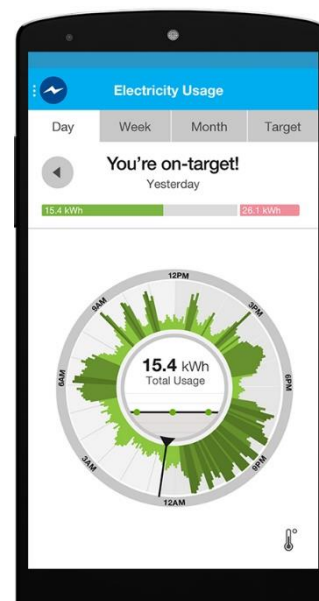 Electricity Usage
Day Week Month Target
You're on-target!
Yesterday
15.4 kWh 26.1 kWh
12PM
9AM 3PM
15.4 kWh
Total Usage
6AM 6PM
3AM 9PM
12AM